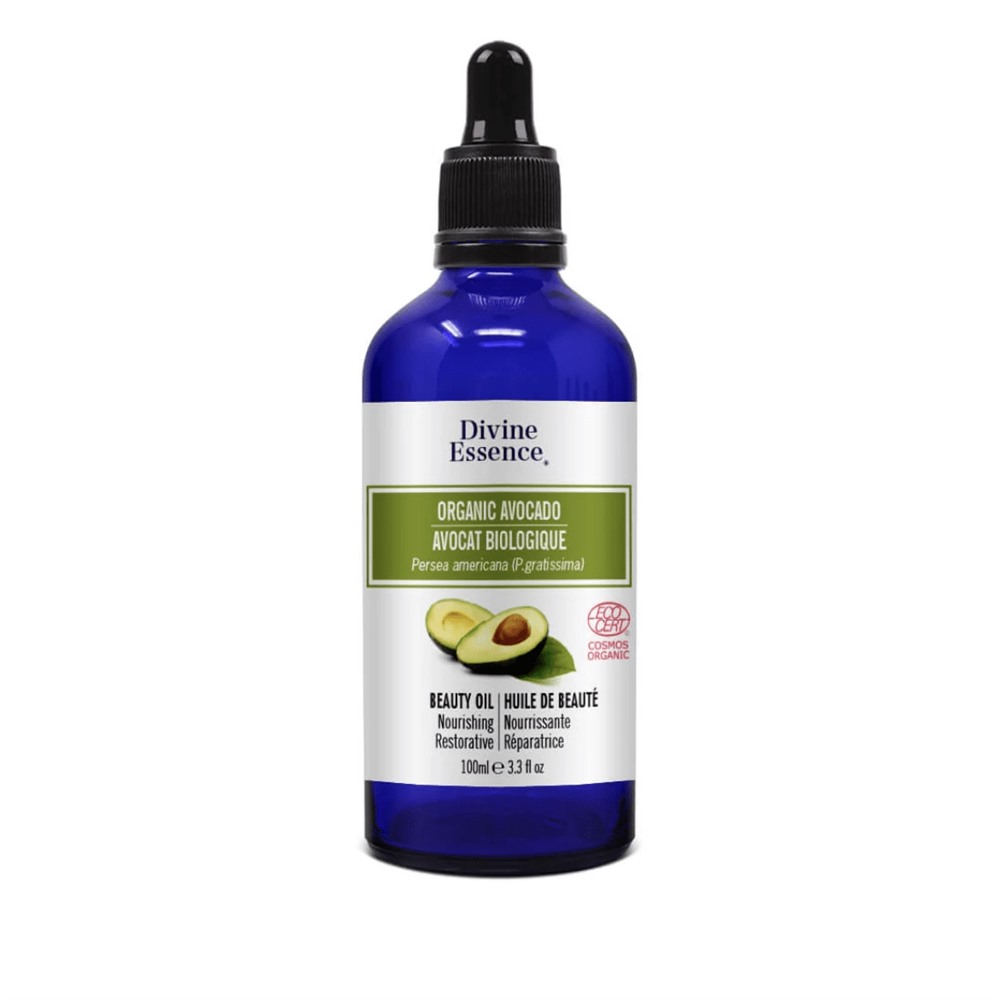 Divine
Essence®
ORGANIC AVOCADO
AVOCAT BIOLOGIQUE
Persea americana (P.gratissima)
ECO
CERT®
COSMOS
ORGANIC
BEAUTY OIL | HUILE DE BEAUTÉ
Nourishing | Nourrissante
Restorative | Réparatrice
100ml ℮ 3.3 fl oz